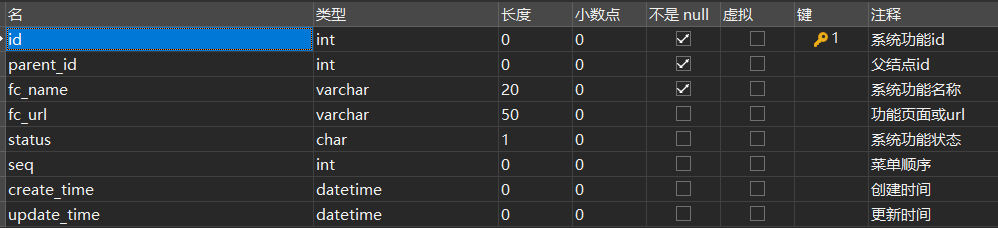 名 类型 长度 小数点 不是 null 虚拟 键 注释
id int 0 0 1 系统功能id
parent_id int 0 0 父结点id
fc_name varchar 20 0 系统功能名称
fc_url varchar 50 0 功能页面或url
status char 1 0 系统功能状态
seq int 0 0 菜单顺序
create_time datetime 0 0 创建时间
update_time datetime 0 0 更新时间